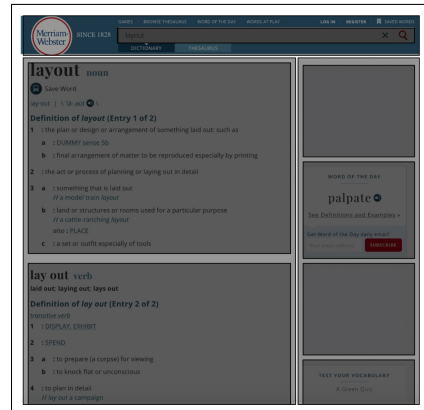 GAMES BROWSE THESAURUS WORD OF THE DAY WORDS AT PLAY LOG IN REGISTER SAVED WORDS
Merriam-
Webster
SINCE 1828
layout
DICTIONARY THESAURUS
layout noun
Save Word
Definition of layout (Entry 1 of 2)
1 : the plan or design or arrangement of something laid out: such as
a : DUMMY sense 5b
b : final arrangement of matter to be reproduced especially by printing
2 : the act or process of planning or laying out in detail
3 a : something that is laid out
// a model train layout
b : land or structures or rooms used for a particular purpose
// a cattle-ranching layout
also : PLACE
c : a set or outfit especially of tools
lay out verb
laid out; laying out; lays out
Definition of lay out (Entry 2 of 2)
transitive verb
1 : DISPLAY, EXHIBIT
2 : SPEND
3 a : to prepare (a corpse) for viewing
b : to knock flat or unconscious
4 : to plan in detail
// lay out a campaign
WORD OF THE DAY
palpate
See Definitions and Examples »
Get Word of the Day daily email!
Your email address SUBSCRIBE
TEST YOUR VOCABULARY
A Green Quiz